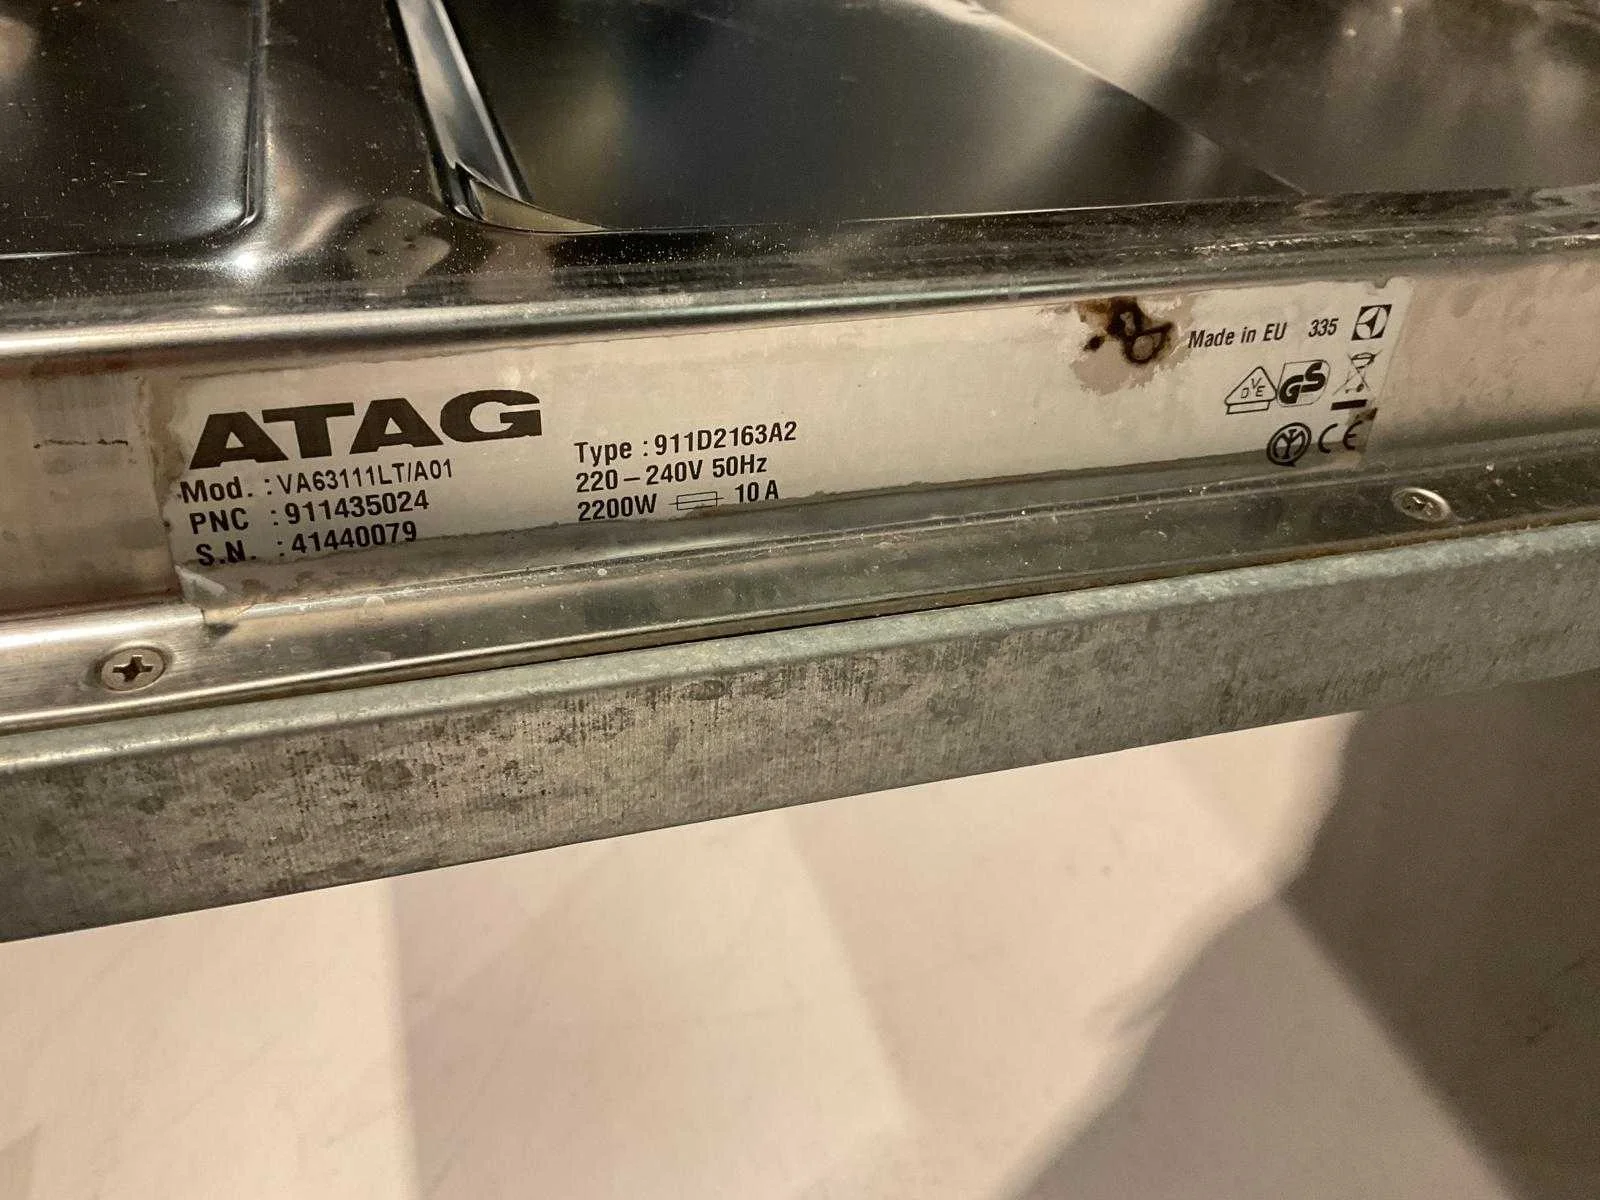 ATAG
Mod. : VA63111LT/A01
PNC : 911435024
S.N. : 41440079
Type : 911D2163A2
220–240V 50Hz
2200W 10 A
Made in EU 335
DVE GS
CE